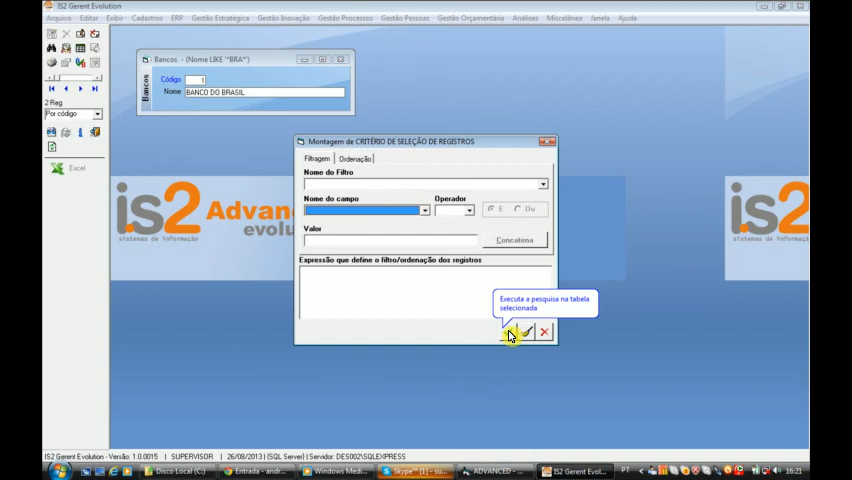 IS2 Gerent Evolution
Arquivo Editar Exibir Cadastros ERP Gestão Estratégica Gestão Inovação Gestão Processos Gestão Pessoas Gestão Orçamentária Análises Miscelânea Janela Ajuda
Bancos - (Nome LIKE '*BRA*')
Bancos
Código 1
Nome BANCO DO BRASIL
2 Reg
Por código
Excel
Montagem de CRITÉRIO DE SELEÇÃO DE REGISTROS
Filtragem Ordenação
Nome do Filtro
Nome do campo Operador
E Ou
Valor
Concatena
Expressão que define o filtro/ordenação dos registros
Executa a pesquisa na tabela
selecionada
is2 Advan
evolu
sistemas de informação
is2
sistemas de informação
IS2 Gerent Evolution - Versão: 1.0.0015 | SUPERVISOR | 26/08/2013 | (SQL Server) | Servidor: DES002\SQLEXPRESS
Disco Local (C:) Entrada - andr... Windows Medi... Skype™ [1] - su... ADVANCED - ... IS2 Gerent Evol... PT 16:21